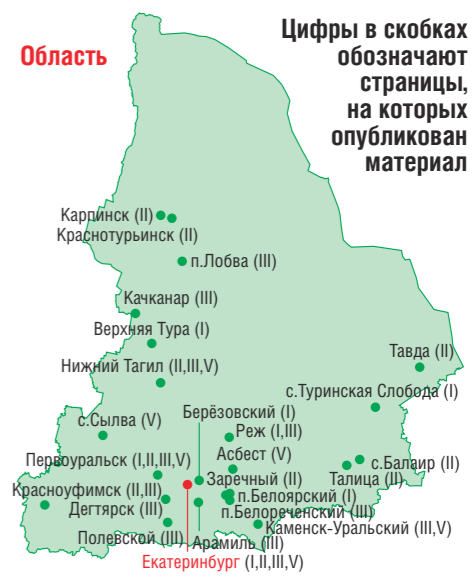 Область
Цифры в скобках
обозначают
страницы,
на которых
опубликован
материал
Карпинск (II)
Краснотурьинск (II)
п.Лобва (III)
Качканар (III)
Верхняя Тура (I)
Тавда (II)
Нижний Тагил (II,III,V)
с.Туринская Слобода (I)
Берёзовский (I)
с.Сылва (V)
Реж (I,III)
Асбест (V)
Первоуральск (I,II,III,V)
с.Балаир (II)
Заречный (II)
Талица (II)
Красноуфимск (II,III)
п.Белоярский (I)
Дегтярск (III)
п.Белореченский (III)
Каменск-Уральский (III,V)
Полевской (III)
Арамиль (III)
Екатеринбург (I,II,III,V)